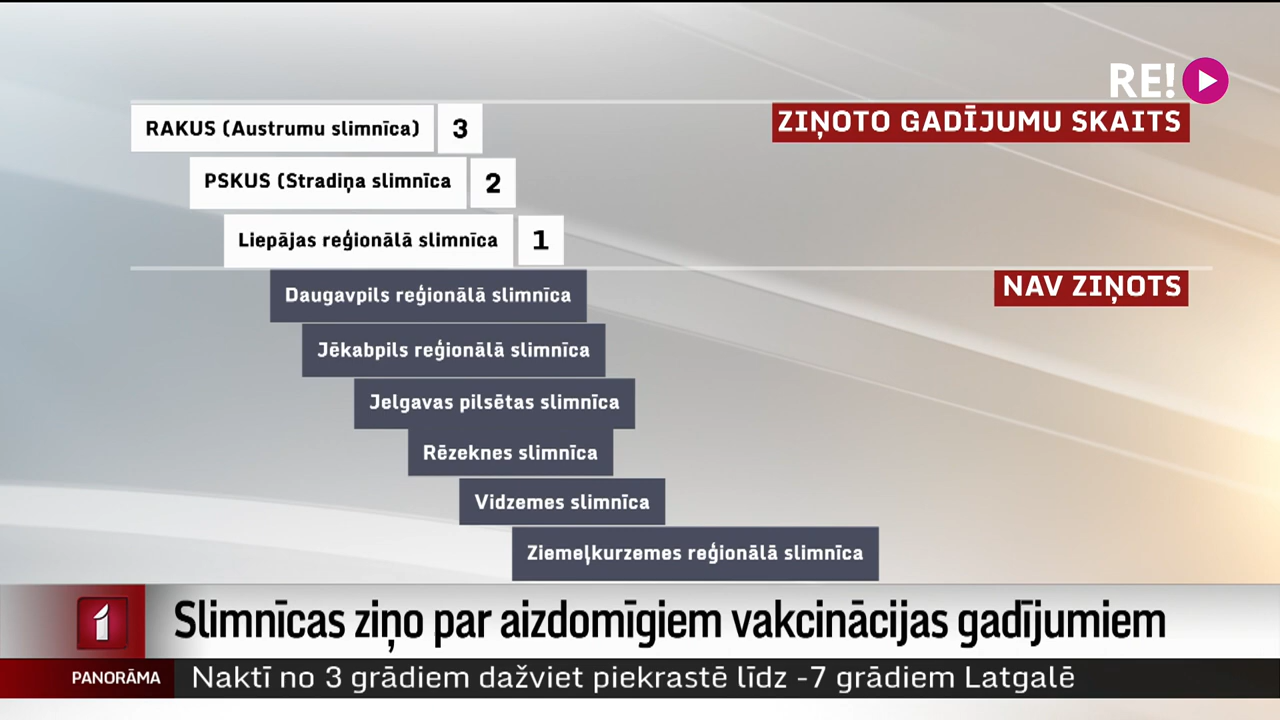 RE!
RAKUS (Austrumu slimnīca) 3
ZIŅOTO GADĪJUMU SKAITS
PSKUS (Stradiņa slimnīca 2
Liepājas reģionālā slimnīca 1
Daugavpils reģionālā slimnīca
NAV ZIŅOTS
Jēkabpils reģionālā slimnīca
Jelgavas pilsētas slimnīca
Rēzeknes slimnīca
Vidzemes slimnīca
Ziemeļkurzemes reģionālā slimnīca
1 Slimnīcas ziņo par aizdomīgiem vakcinācijas gadījumiem
PANORĀMA Naktī no 3 grādiem dažviet piekrastē līdz -7 grādiem Latgalē